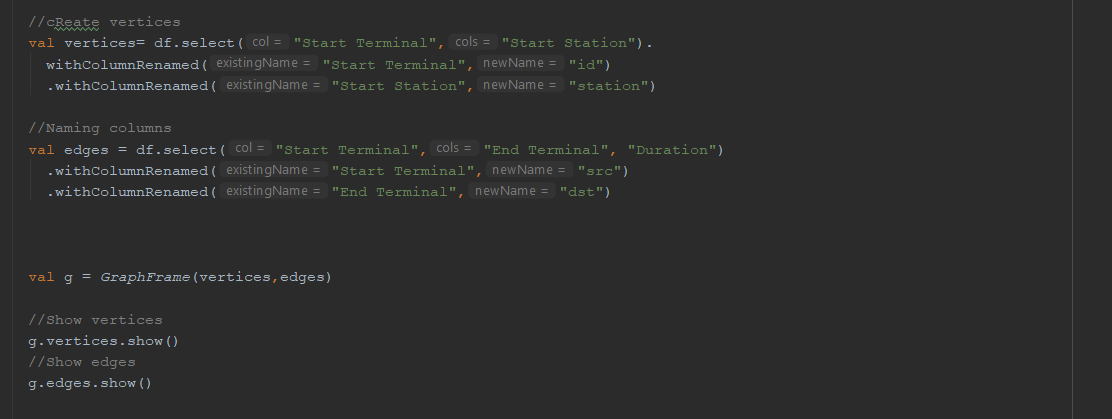 //cReate vertices
val vertices= df.select( col = "Start Terminal", cols = "Start Station").
withColumnRenamed( existingName = "Start Terminal", newName = "id")
.withColumnRenamed( existingName = "Start Station", newName = "station")
//Naming columns
val edges = df.select( col = "Start Terminal", cols = "End Terminal", "Duration")
.withColumnRenamed( existingName = "Start Terminal", newName = "src")
.withColumnRenamed( existingName = "End Terminal", newName = "dst")
val g = GraphFrame(vertices,edges)
//Show vertices
g.vertices.show()
//Show edges
g.edges.show()